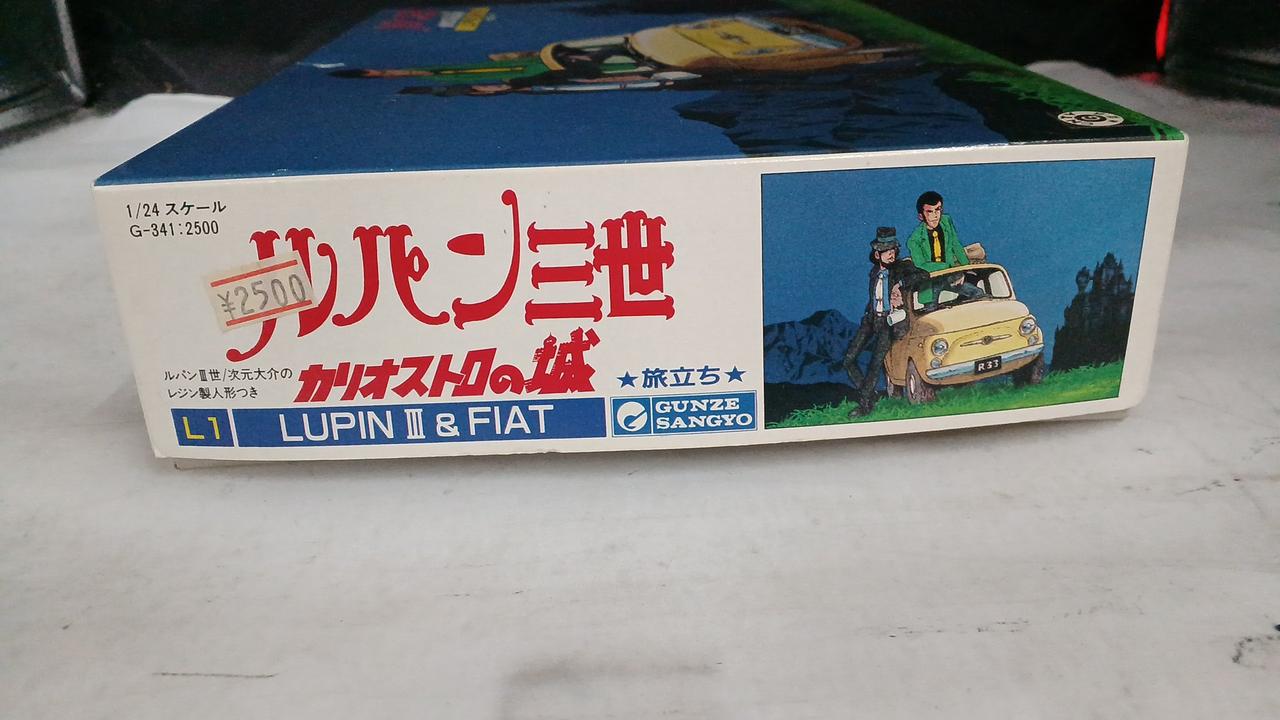 1/24 スケール
G-341:2500
ルパン三世
¥2500
カリオストロの城
ルパンⅢ世/次元大介の
レジン製人形つき
★旅立ち★
L1
LUPIN Ⅲ & FIAT
GUNZE
SANGYO
R33